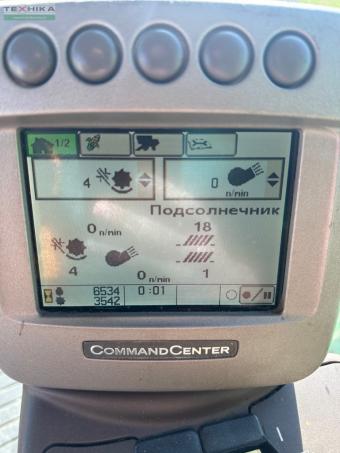 ТЕХНІКА
1/2
4
0 n/min
Подсолнечник
0 n/min
18
4
0 n/min
1
6534
3542
0:01
COMMANDCENTER